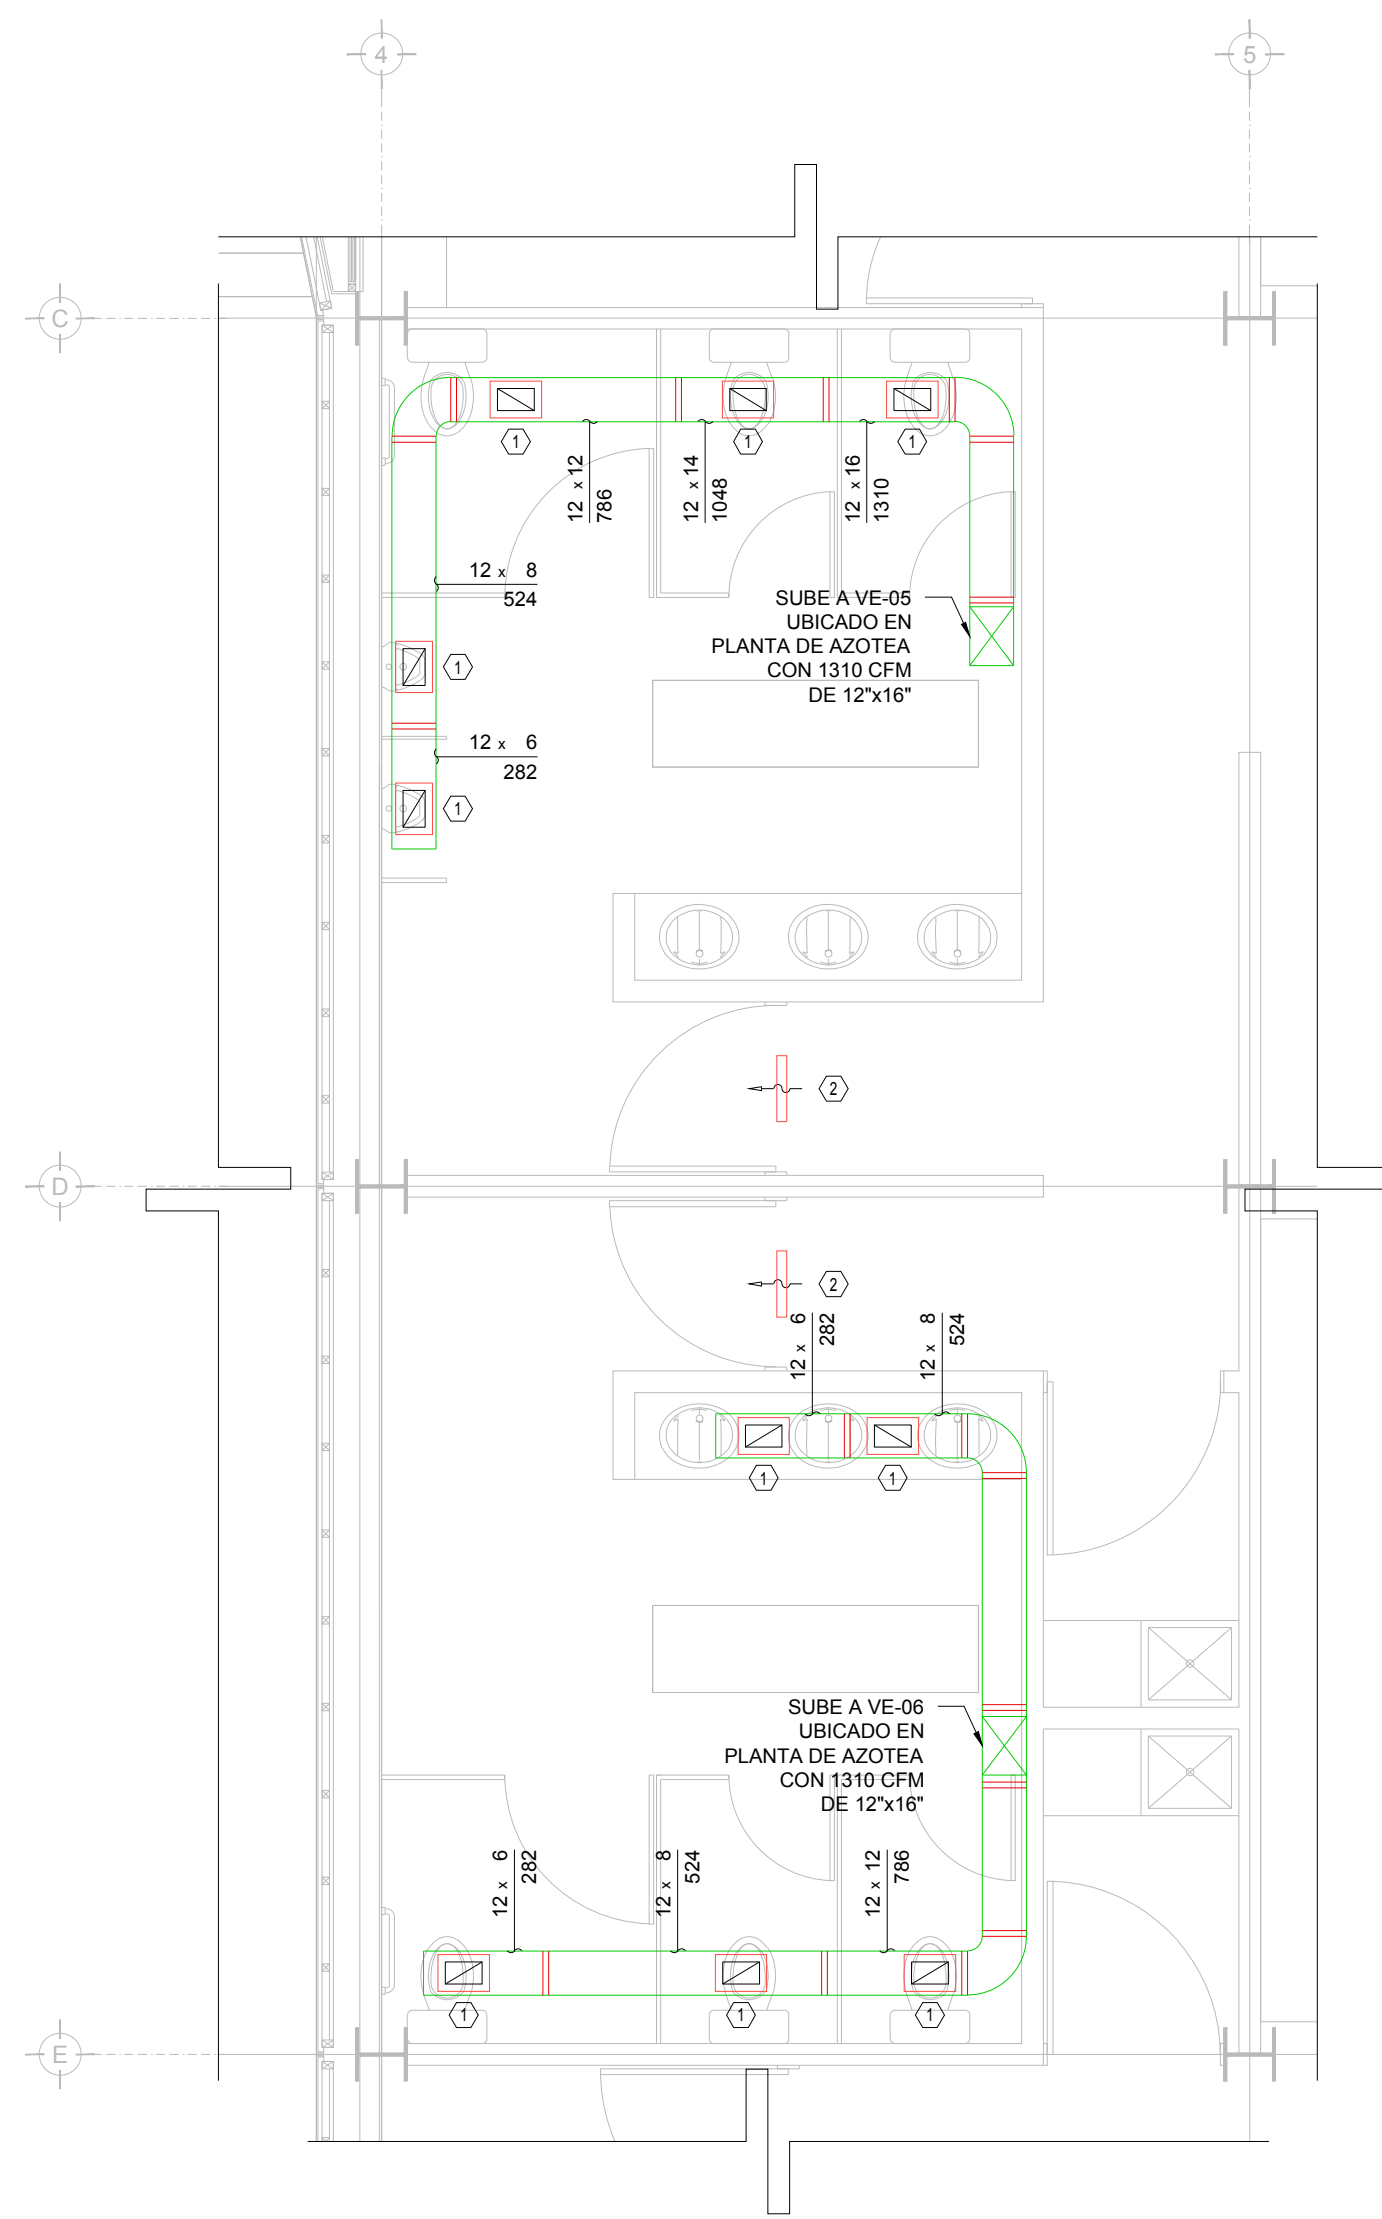 4
5
C
1
1
1
12 x 12
786
12 x 14
1048
12 x 16
1310
12 x 8
524
SUBE A VE-05
UBICADO EN
PLANTA DE AZOTEA
CON 1310 CFM
DE 12"x16"
1
12 x 6
282
1
2
D
2
12 x 6
282
12 x 8
524
1
1
SUBE A VE-06
UBICADO EN
PLANTA DE AZOTEA
CON 1310 CFM
DE 12"x16"
12 x 6
282
12 x 8
524
12 x 12
786
1
1
1
E